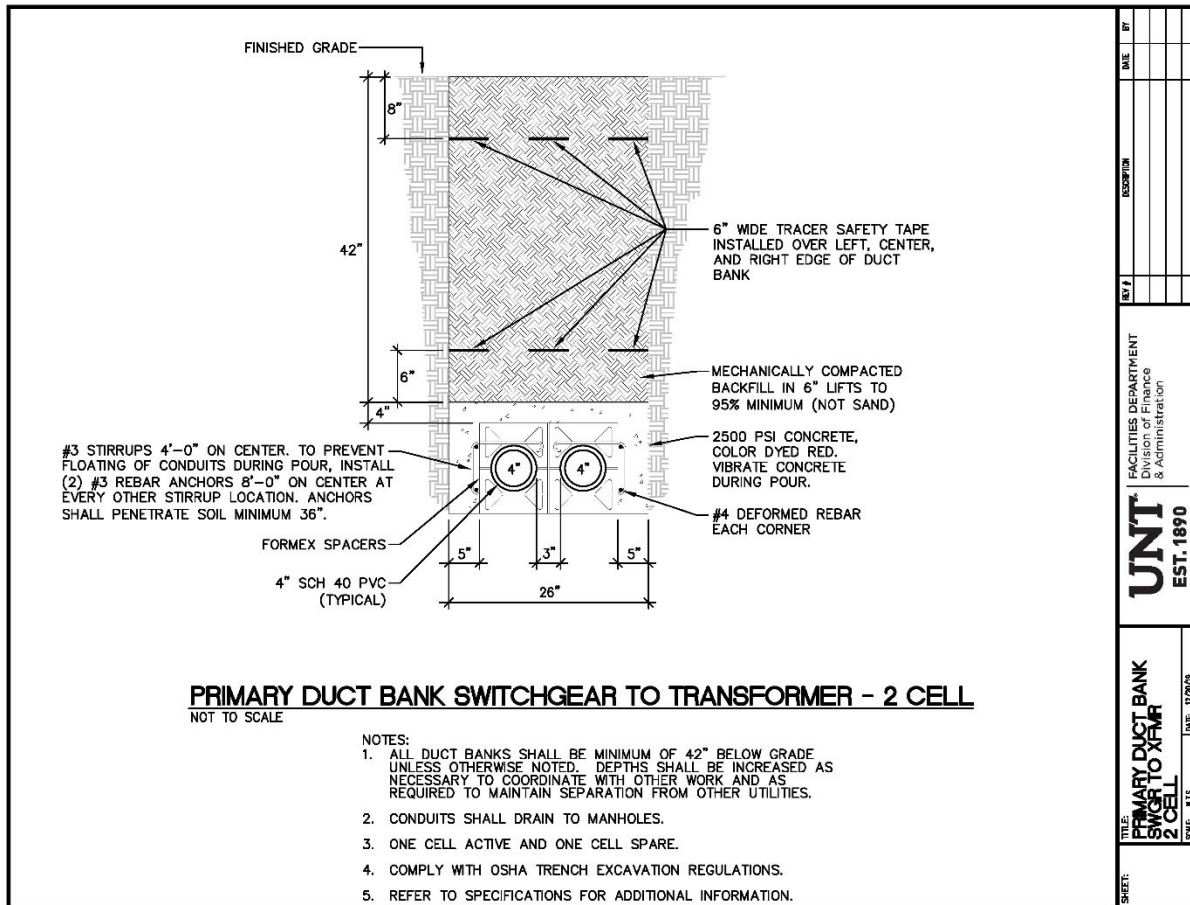 FINISHED GRADE
8"
42"
6" WIDE TRACER SAFETY TAPE
INSTALLED OVER LEFT, CENTER,
AND RIGHT EDGE OF DUCT
BANK
6"
MECHANICALLY COMPACTED
BACKFILL IN 6" LIFTS TO
95% MINIMUM (NOT SAND)
4"
#3 STIRRUPS 4'-0" ON CENTER. TO PREVENT
FLOATING OF CONDUITS DURING POUR, INSTALL
(2) #3 REBAR ANCHORS 8'-0" ON CENTER AT
EVERY OTHER STIRRUP LOCATION. ANCHORS
SHALL PENETRATE SOIL MINIMUM 36".
4"
4"
2500 PSI CONCRETE,
COLOR DYED RED.
VIBRATE CONCRETE
DURING POUR.
#4 DEFORMED REBAR
EACH CORNER
FORMEX SPACERS
4" SCH 40 PVC
(TYPICAL)
5"
3"
5"
26"
PRIMARY DUCT BANK SWITCHGEAR TO TRANSFORMER - 2 CELL
NOT TO SCALE
NOTES:
1. ALL DUCT BANKS SHALL BE MINIMUM OF 42" BELOW GRADE
UNLESS OTHERWISE NOTED. DEPTHS SHALL BE INCREASED AS
NECESSARY TO COORDINATE WITH OTHER WORK AND AS
REQUIRED TO MAINTAIN SEPARATION FROM OTHER UTILITIES.
2. CONDUITS SHALL DRAIN TO MANHOLES.
3. ONE CELL ACTIVE AND ONE CELL SPARE.
4. COMPLY WITH OSHA TRENCH EXCAVATION REGULATIONS.
5. REFER TO SPECIFICATIONS FOR ADDITIONAL INFORMATION.
REV # DESCRIPTION DATE BY
UNT
EST. 1890
FACILITIES DEPARTMENT
Division of Finance
& Administration
TITLE:
PRIMARY DUCT BANK
SWGR TO XFMR
2 CELL
DATE:
SHEET: